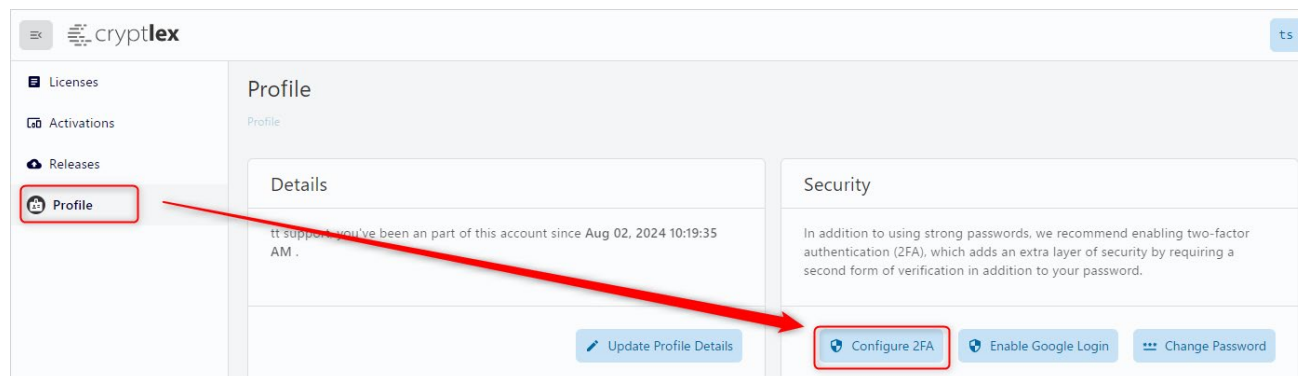 cryptlex
ts
Licenses
Activations
Releases
Profile
Profile
Profile
Details
tt support, you've been an part of this account since Aug 02, 2024 10:19:35
AM .
Update Profile Details
Security
In addition to using strong passwords, we recommend enabling two-factor
authentication (2FA), which adds an extra layer of security by requiring a
second form of verification in addition to your password.
Configure 2FA
Enable Google Login
Change Password